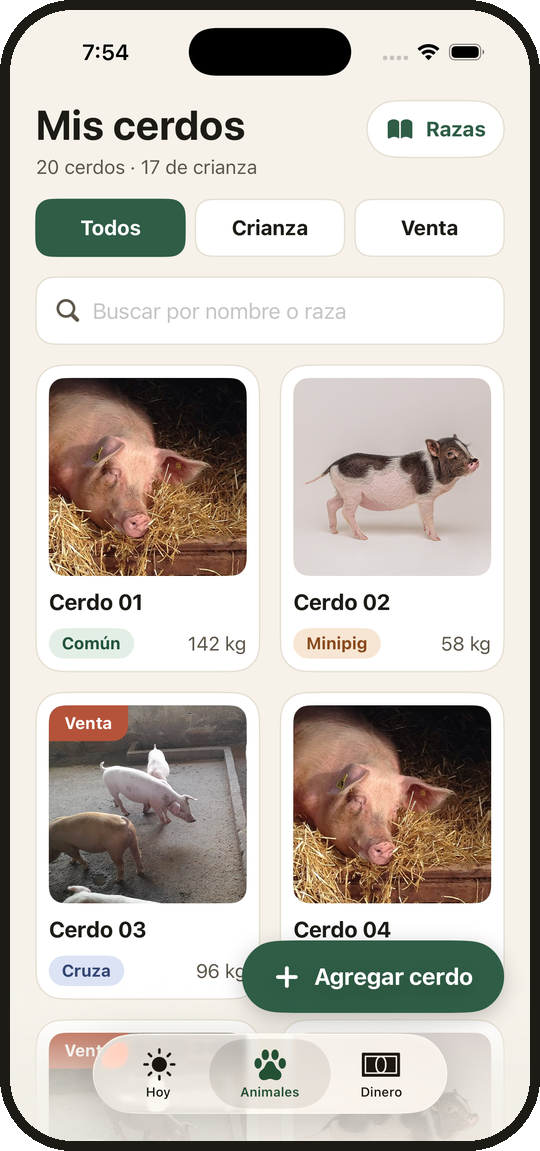 7:54
Mis cerdos
Razas
20 cerdos · 17 de crianza
Todos
Crianza
Venta
Buscar por nombre o raza
Cerdo 01
Común
142 kg
Cerdo 02
Minipig
58 kg
Venta
Cerdo 03
Cruza
96 kg
Cerdo 04
Agregar cerdo
Hoy
Animales
Dinero